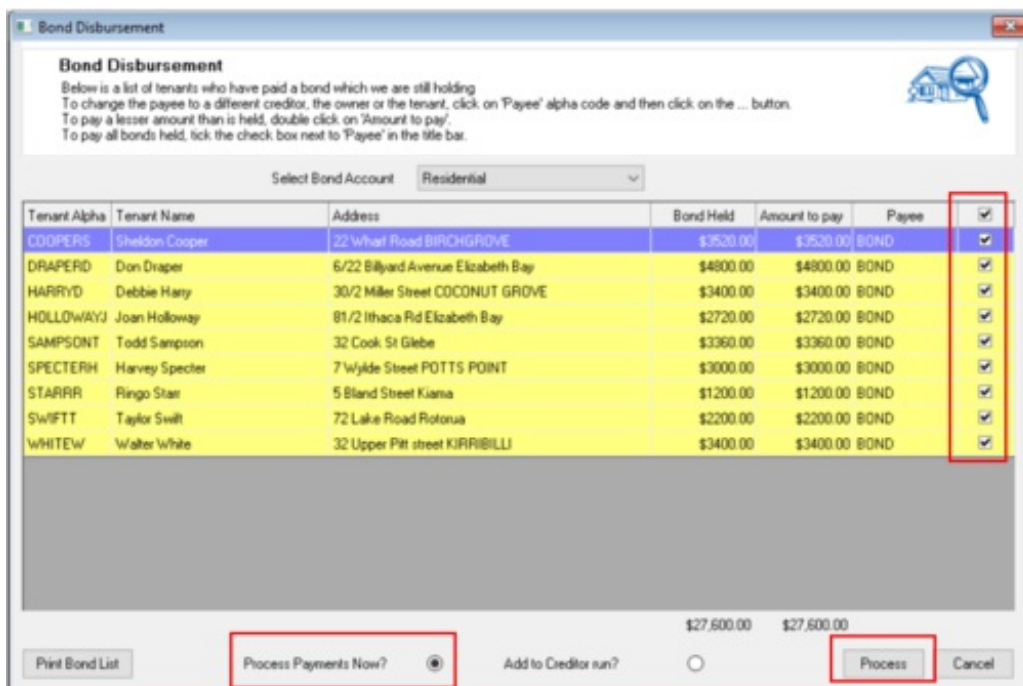 Bond Disbursement
Bond Disbursement
Below is a list of tenants who have paid a bond which we are still holding
To change the payee to a different creditor, the owner or the tenant, click on 'Payee' alpha code and then click on the ... button.
To pay a lesser amount than is held, double click on 'Amount to pay'.
To pay all bonds held, tick the check box next to 'Payee' in the title bar.
Select Bond Account Residential
Tenant Alpha Tenant Name Address Bond Held Amount to pay Payee
COOPERS Sheldon Cooper 22 Wharf Road BIRCHGROVE $3520.00 $3520.00 BOND
DRAPERD Don Draper 6/22 Billyard Avenue Elizabeth Bay $4800.00 $4800.00 BOND
HARRYD Debbie Harry 30/2 Miller Street COCONUT GROVE $3400.00 $3400.00 BOND
HOLLOWAYJ Joan Holloway 81/2 Ithaca Rd Elizabeth Bay $2720.00 $2720.00 BOND
SAMPSONT Todd Sampson 32 Cook St Glebe $3360.00 $3360.00 BOND
SPECTERH Harvey Specter 7 Wylde Street POTTS POINT $3000.00 $3000.00 BOND
STARRR Ringo Starr 5 Bland Street Kiama $1200.00 $1200.00 BOND
SWIFTT Taylor Swift 72 Lake Road Rotorua $2200.00 $2200.00 BOND
WHITEW Walter White 32 Upper Pitt street KIRRIBILLI $3400.00 $3400.00 BOND
$27,600.00 $27,600.00
Print Bond List Process Payments Now? Add to Creditor run? Process Cancel